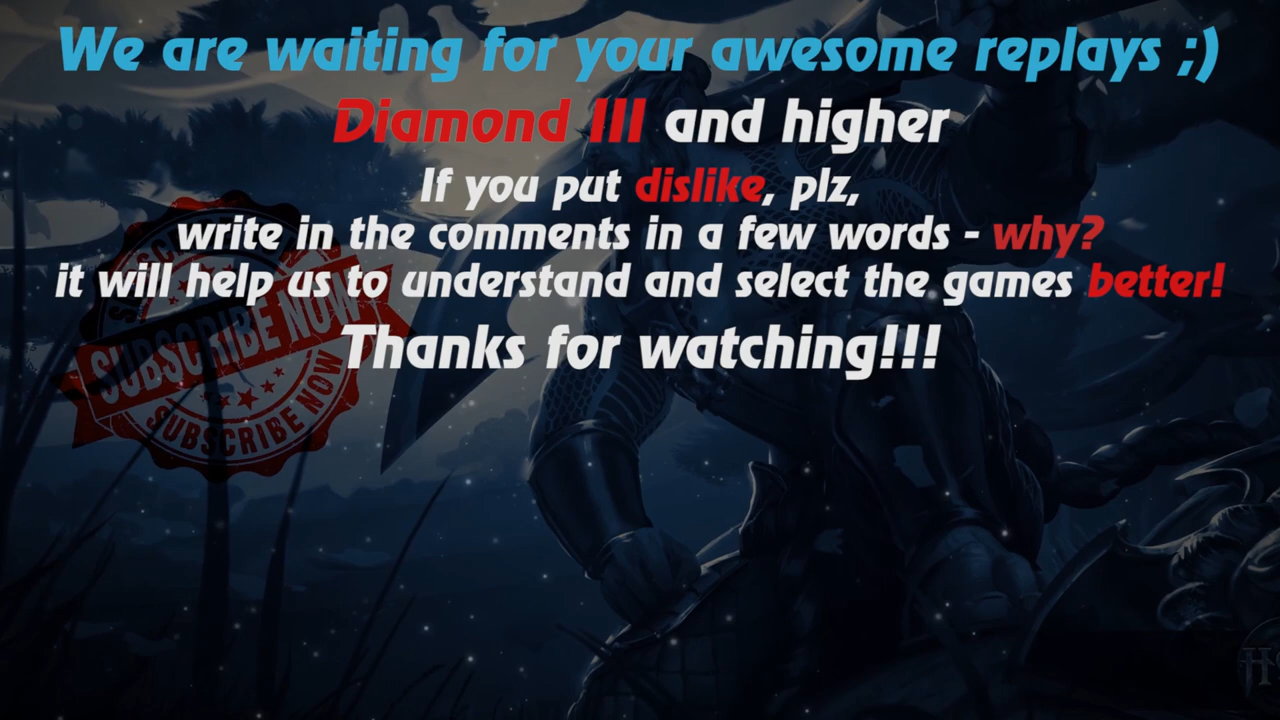 We are waiting for your awesome replays ;)
Diamond III and higher
If you put dislike, plz,
write in the comments in a few words - why?
it will help us to understand and select the games better!
Thanks for watching!!!
SUBSCRIBE NOW
SUBSCRIBE NOW